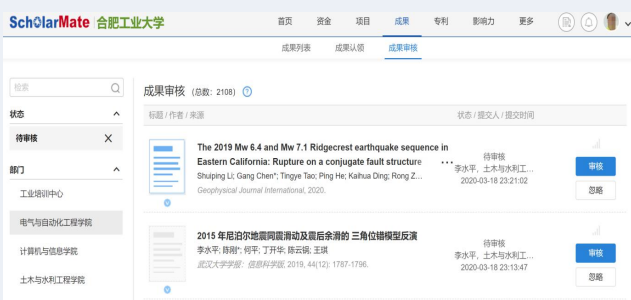 ScholarMate 合肥工业大学
首页 资金 项目 成果 专利 影响力 更多
成果列表 成果认领 成果审核
检索
状态
待审核 X
部门
工业培训中心
电气与自动化工程学院
计算机与信息学院
土木与水利工程学院
成果审核 (总数: 2108) ?
标题 / 作者 / 来源 状态 / 提交人 / 提交时间
The 2019 Mw 6.4 and Mw 7.1 Ridgecrest earthquake sequence in
Eastern California: Rupture on a conjugate fault structure ...
Shuiping Li; Gang Chen*; Tingye Tao; Ping He; Kaihua Ding; Rong Z...
Geophysical Journal International, 2020.
待审核
李水平，土木与水利工...
2020-03-18 23:21:02
审核
忽略
2015 年尼泊尔地震同震滑动及震后余滑的 三角位错模型反演
李水平; 陈刚*; 何平; 丁开华; 陈云锅; 王琪
武汉大学学报：信息科学版, 2019, 44(12): 1787-1796.
待审核
李水平，土木与水利工...
2020-03-18 23:13:47
审核
忽略